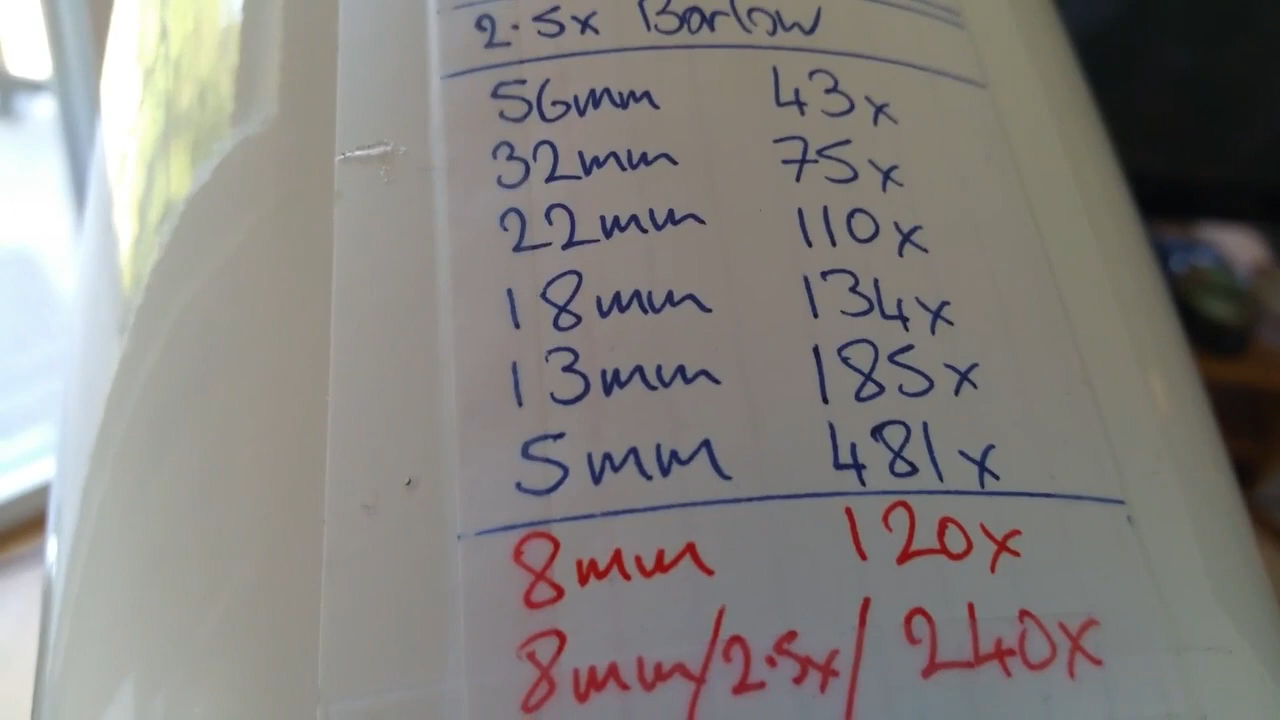 2.5x Barlow
56mm 43x
32mm 75x
22mm 110x
18mm 134x
13mm 185x
5mm 481x
8mm 120x
8mm/2.5x/240x